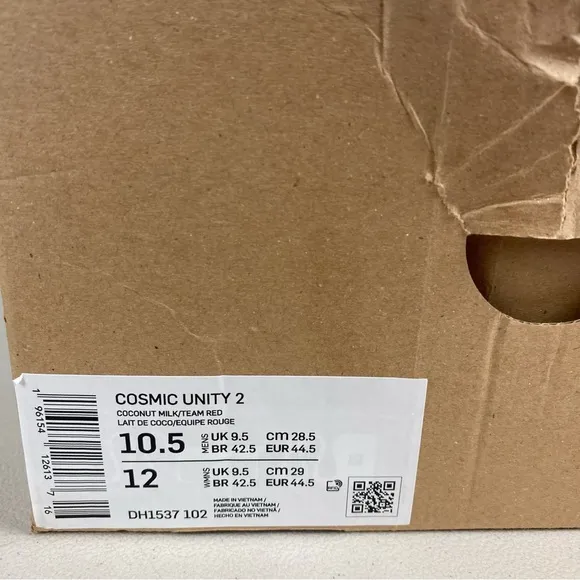 COSMIC UNITY 2
COCONUT MILK/TEAM RED
LAIT DE COCO/EQUIPE ROUGE
10.5 MENS UK 9.5 cm 28.5
BR 42.5 EUR 44.5
12 WMNS UK 9.5 cm 29
BR 42.5 EUR 44.5
MADE IN VIETNAM /
FABRIQUE AU VIETNAM /
FABRICADO NO VIETNÃ /
HECHO EN VIETNAM
DH1537 102
1 96154 12613 7 16